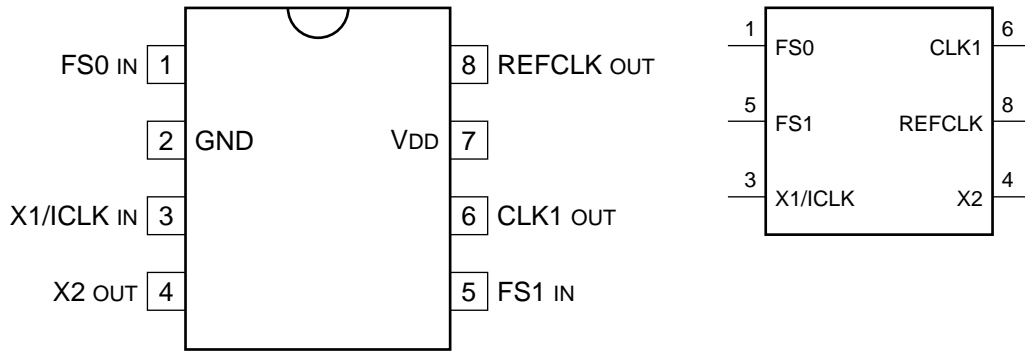 FS0 IN 1
8 REFCLK OUT
2 GND
VDD 7
X1/ICLK IN 3
6 CLK1 OUT
X2 OUT 4
5 FS1 IN
1 FS0
CLK1 6
5 FS1
REFCLK 8
3 X1/ICLK
X2 4